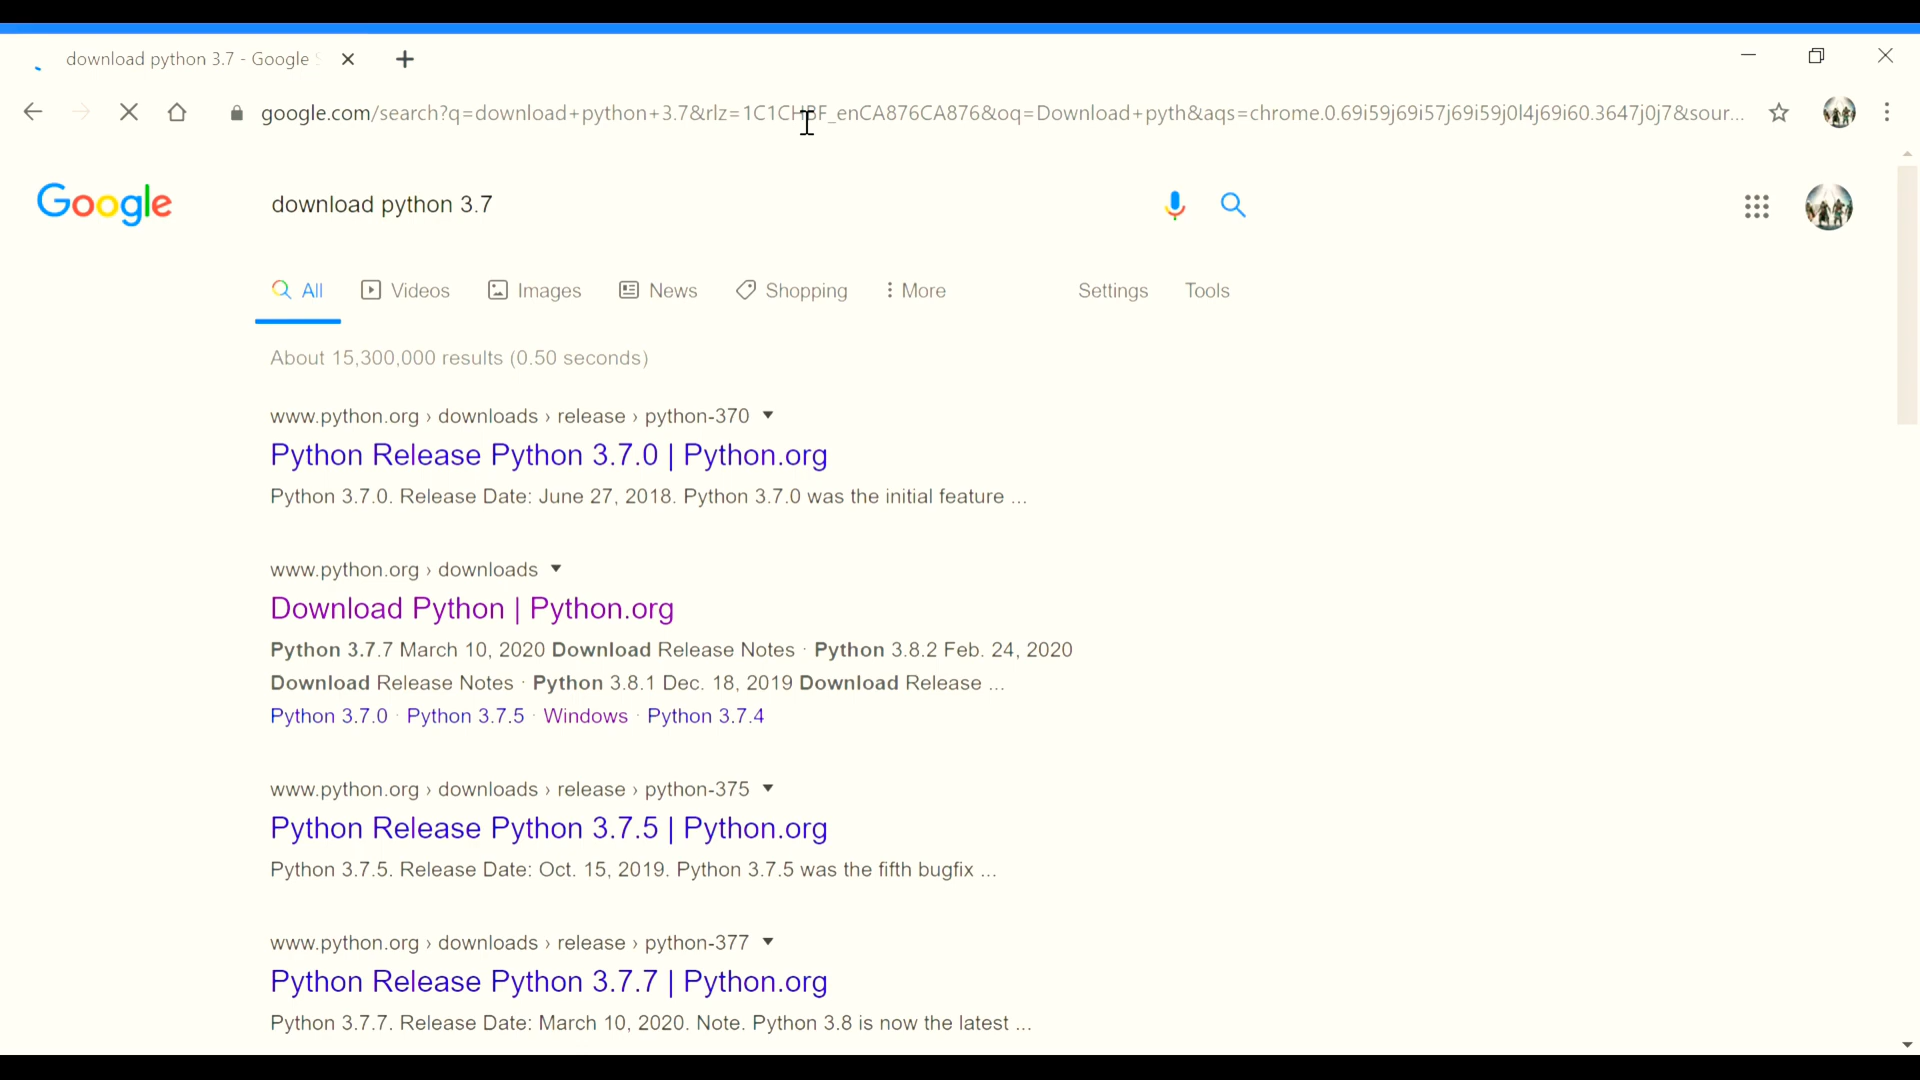 download python 3.7 - Google
google.com/search?q=download+python+3.7&rlz=1C1CHBF_enCA876CA876&oq=Download+pyth&aqs=chrome.0.69i59j69i57j69i59j0l4j69i60.3647j0j7&sour...
Google
download python 3.7
All Videos Images News Shopping More Settings Tools
About 15,300,000 results (0.50 seconds)
www.python.org › downloads › release › python-370
Python Release Python 3.7.0 | Python.org
Python 3.7.0. Release Date: June 27, 2018. Python 3.7.0 was the initial feature ...
www.python.org › downloads
Download Python | Python.org
Python 3.7.7 March 10, 2020 Download Release Notes · Python 3.8.2 Feb. 24, 2020
Download Release Notes · Python 3.8.1 Dec. 18, 2019 Download Release ...
Python 3.7.0 · Python 3.7.5 · Windows · Python 3.7.4
www.python.org › downloads › release › python-375
Python Release Python 3.7.5 | Python.org
Python 3.7.5. Release Date: Oct. 15, 2019. Python 3.7.5 was the fifth bugfix ...
www.python.org › downloads › release › python-377
Python Release Python 3.7.7 | Python.org
Python 3.7.7. Release Date: March 10, 2020. Note. Python 3.8 is now the latest ...